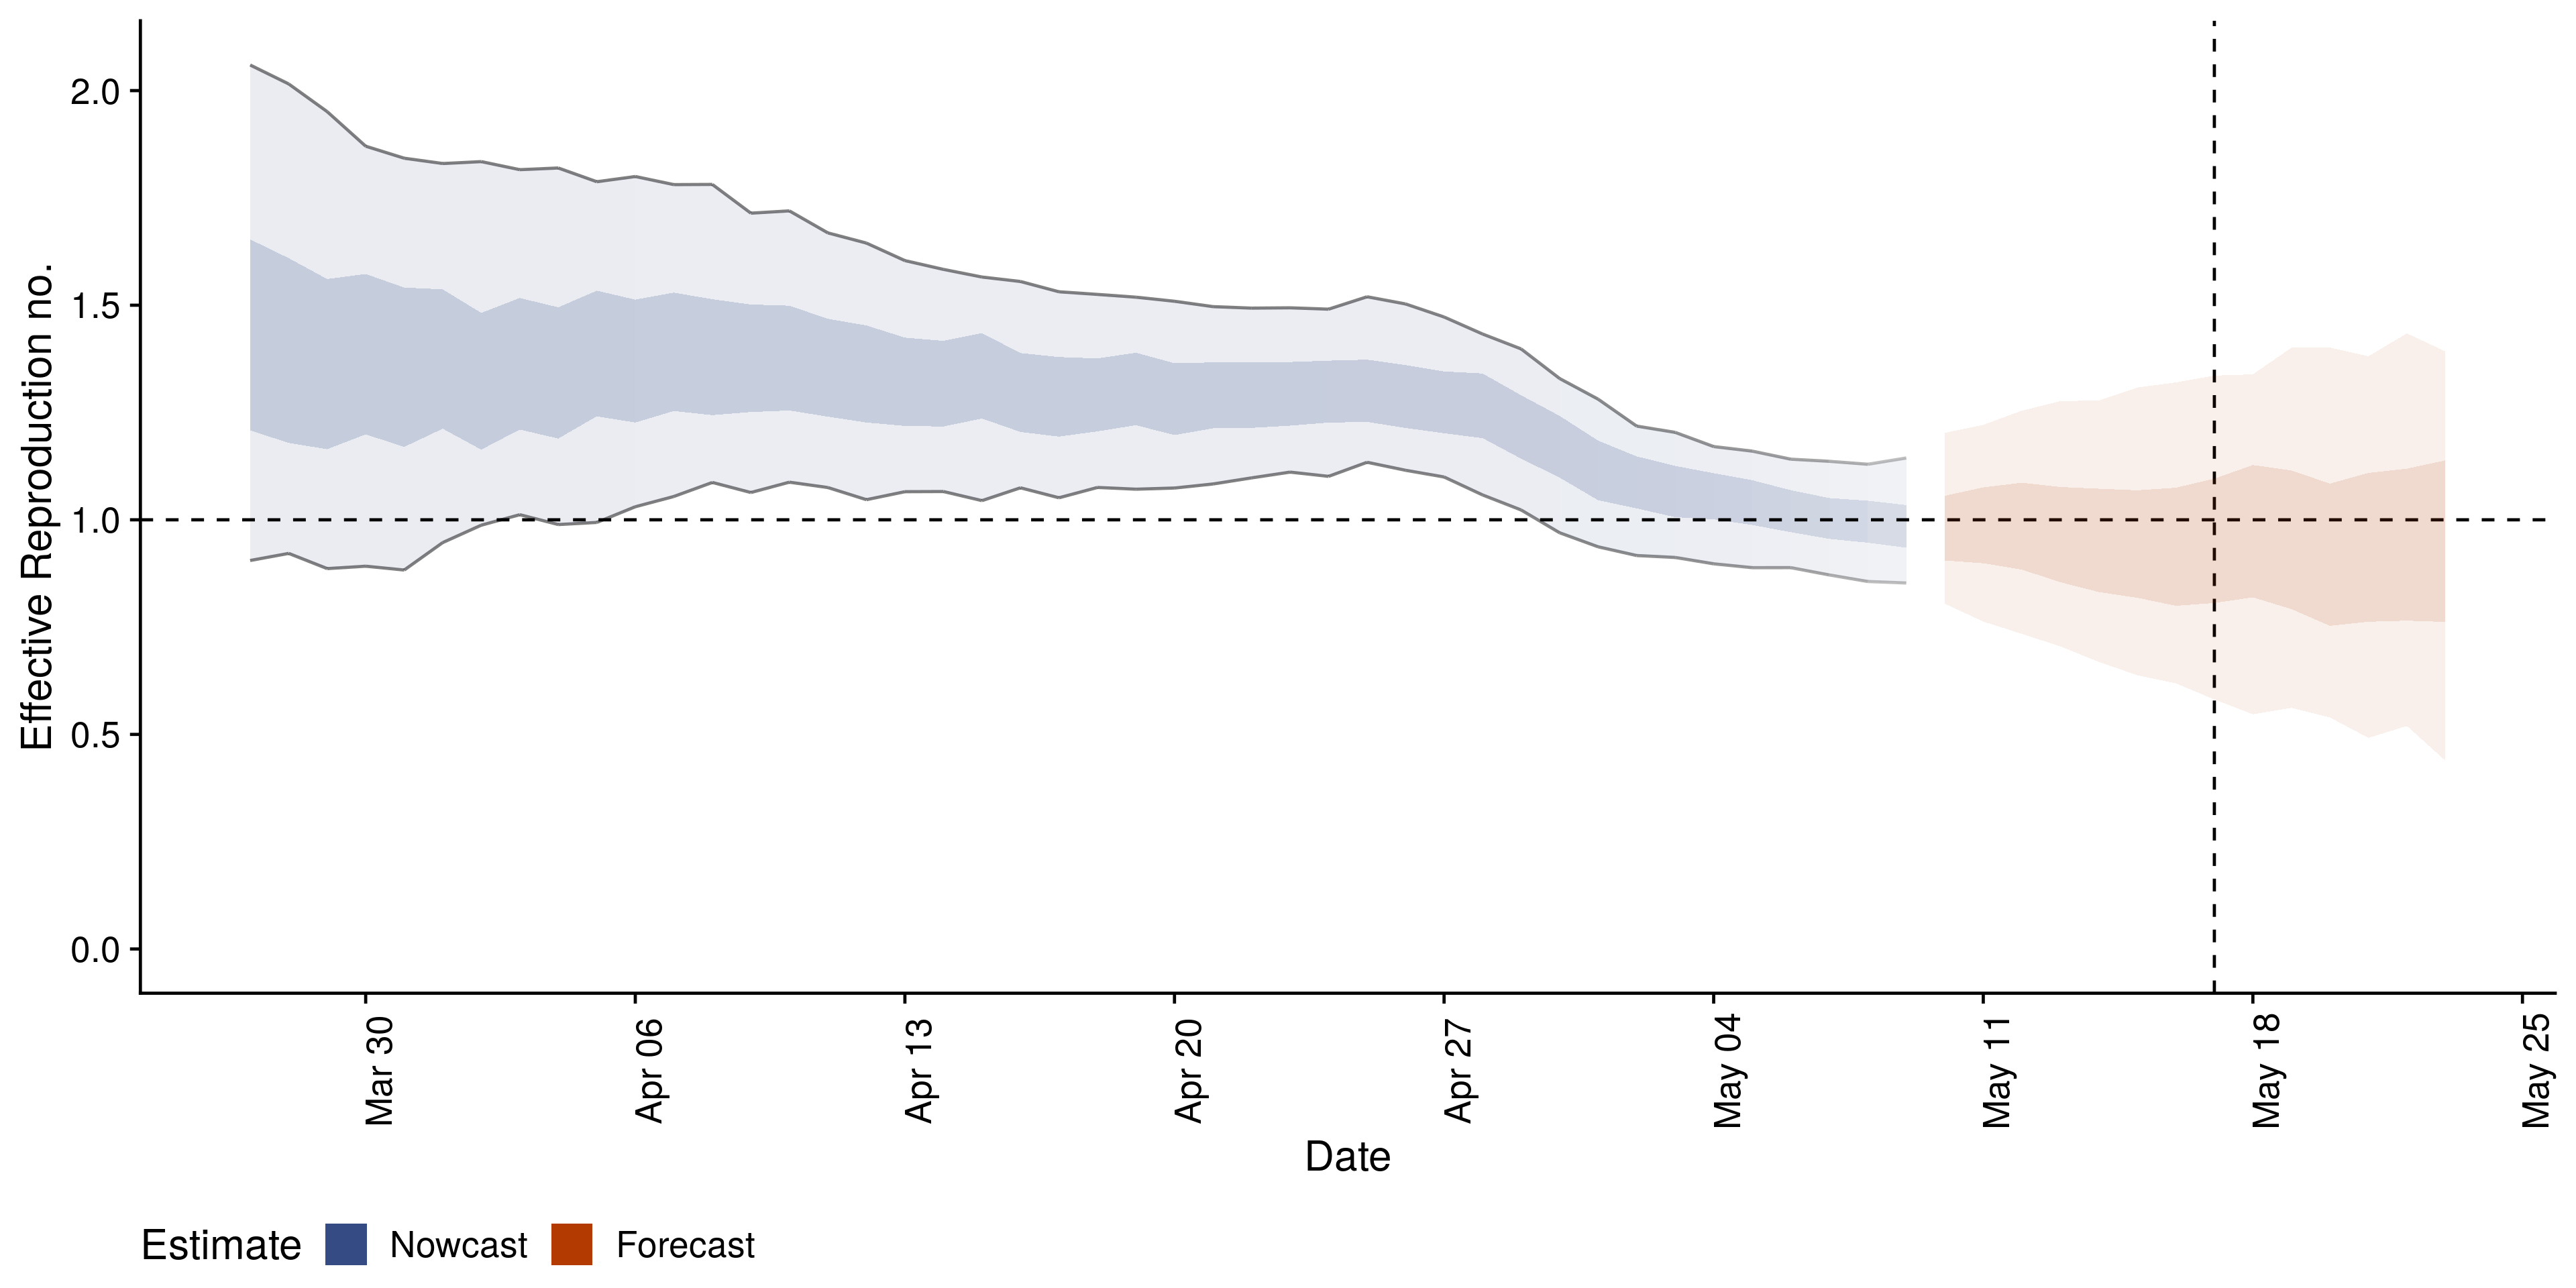 Effective Reproduction no.
2.0
1.5
1.0
0.5
0.0
Mar 30
Apr 06
Apr 13
Apr 20
Apr 27
May 04
May 11
May 18
May 25
Date
Estimate Nowcast Forecast